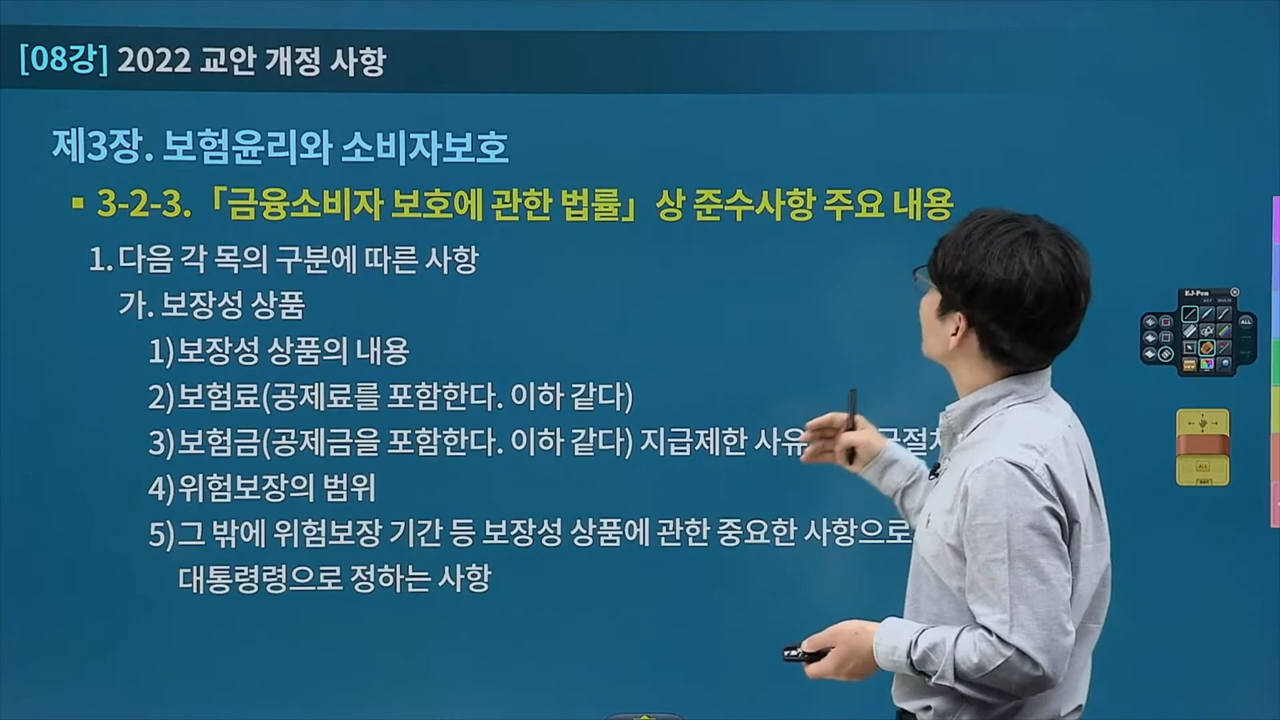 [08강] 2022 교안 개정 사항
제3장. 보험윤리와 소비자보호
▪ 3-2-3.「금융소비자 보호에 관한 법률」상 준수사항 주요 내용
1. 다음 각 목의 구분에 따른 사항
가. 보장성 상품
1) 보장성 상품의 내용
2) 보험료(공제료를 포함한다. 이하 같다)
3) 보험금(공제금을 포함한다. 이하 같다) 지급제한 사유
4) 위험보장의 범위
5) 그 밖에 위험보장 기간 등 보장성 상품에 관한 중요한 사항으로
대통령령으로 정하는 사항
EJ-Pen
ALL
ALL